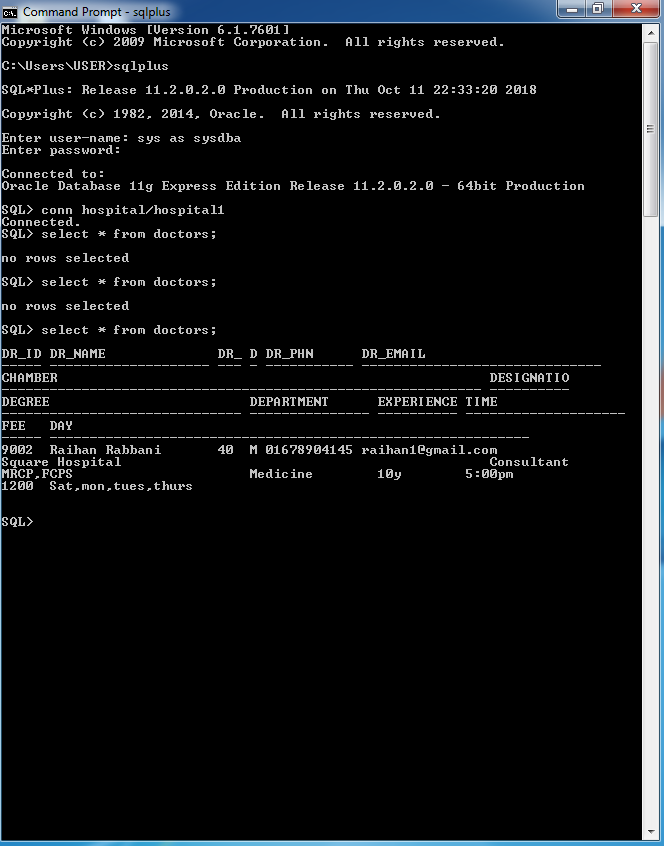 Command Prompt - sqlplus
Microsoft Windows [Version 6.1.7601]
Copyright (c) 2009 Microsoft Corporation.  All rights reserved.
C:\Users\USER>sqlplus
SQL*Plus: Release 11.2.0.2.0 Production on Thu Oct 11 22:33:20 2018
Copyright (c) 1982, 2014, Oracle.  All rights reserved.
Enter user-name: sys as sysdba
Enter password:
Connected to:
Oracle Database 11g Express Edition Release 11.2.0.2.0 - 64bit Production
SQL> conn hospital/hospital1
Connected.
SQL> select * from doctors;
no rows selected
SQL> select * from doctors;
no rows selected
SQL> select * from doctors;
DR_ID DR_NAME              DR_ D DR_PHN      DR_EMAIL
----- -------------------- --- - ----------- ------------------------------
CHAMBER                                                      DESIGNATIO
------------------------------------------------------------ ----------
DEGREE                         DEPARTMENT      EXPERIENCE TIME
------------------------------ --------------- ---------- --------------------
FEE   DAY
----- ------------------------------------------------------------
9002  Raihan Rabbani       40  M 01678904145 raihan1@gmail.com
Square Hospital                                              Consultant
MRCP,FCPS                      Medicine        10y        5:00pm
1200  Sat,mon,tues,thurs
SQL>